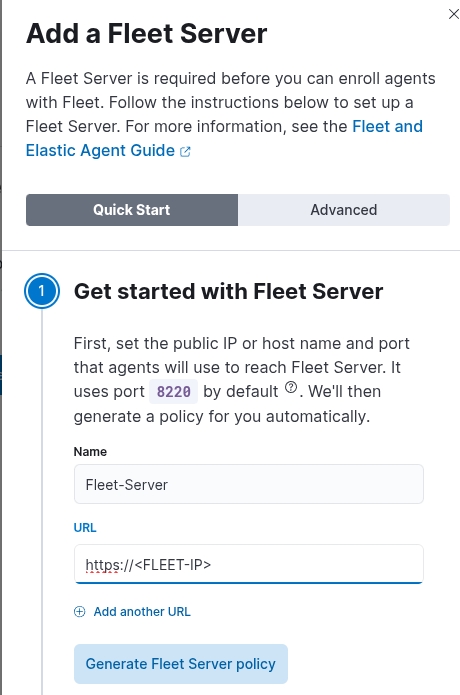 Add a Fleet Server
A Fleet Server is required before you can enroll agents
with Fleet. Follow the instructions below to set up a
Fleet Server. For more information, see the Fleet and
Elastic Agent Guide
Quick Start
Advanced
1
Get started with Fleet Server
First, set the public IP or host name and port
that agents will use to reach Fleet Server. It
uses port 8220 by default ?. We'll then
generate a policy for you automatically.
Name
Fleet-Server
URL
https://<FLEET-IP>
Add another URL
Generate Fleet Server policy